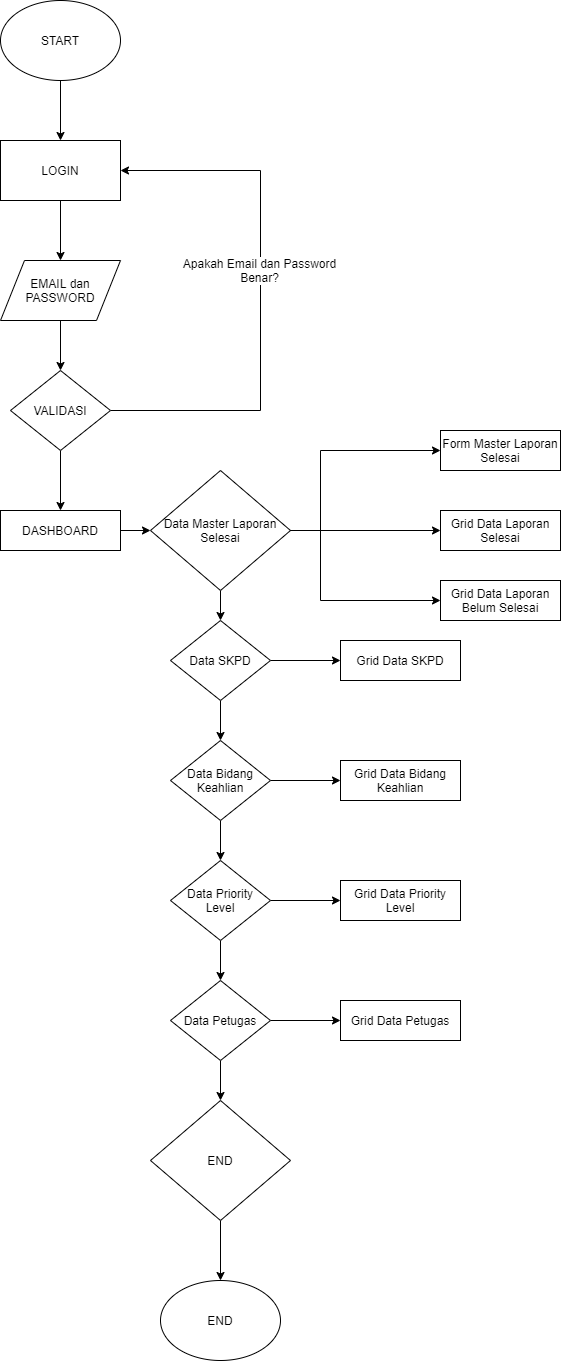 START
LOGIN
Apakah Email dan Password
Benar?
EMAIL dan
PASSWORD
VALIDASI
Form Master Laporan
Selesai
DASHBOARD
Data Master Laporan
Selesai
Grid Data Laporan
Selesai
Grid Data Laporan
Belum Selesai
Data SKPD
Grid Data SKPD
Data Bidang
Keahlian
Grid Data Bidang
Keahlian
Data Priority
Level
Grid Data Priority
Level
Data Petugas
Grid Data Petugas
END
END